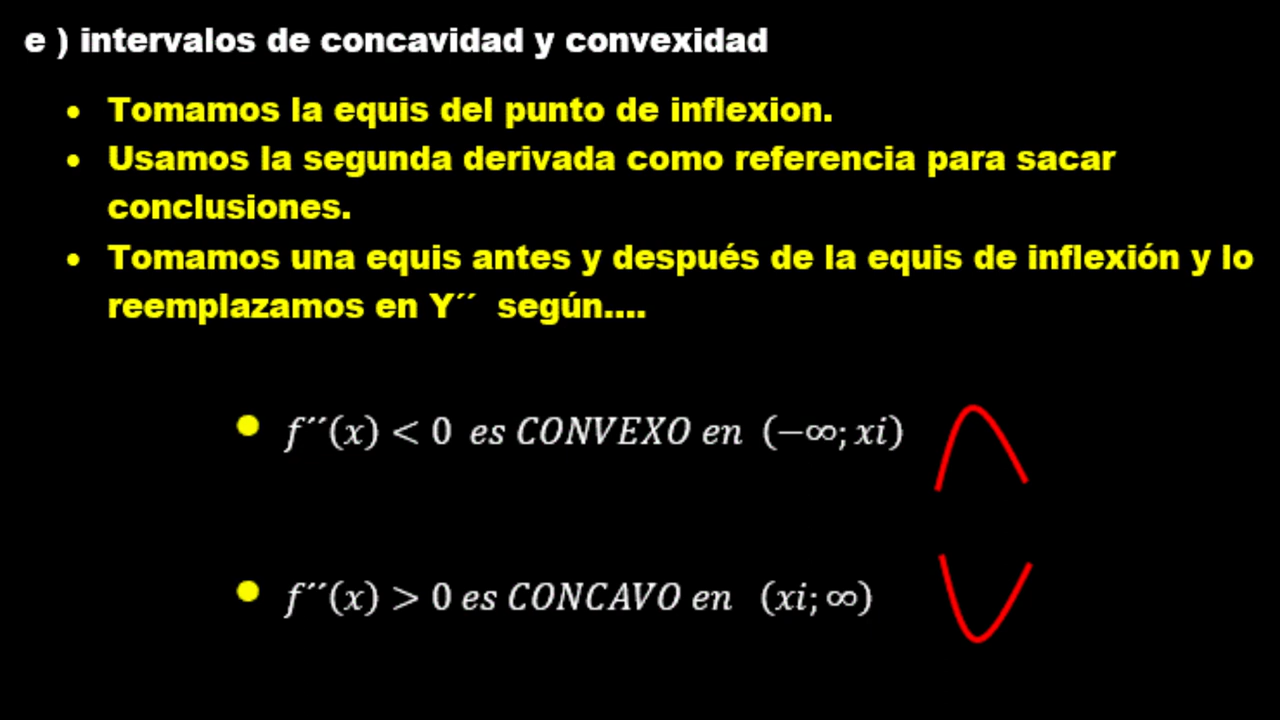 e ) intervalos de concavidad y convexidad
• Tomamos la equis del punto de inflexion.
• Usamos la segunda derivada como referencia para sacar
conclusiones.
• Tomamos una equis antes y después de la equis de inflexión y lo
reemplazamos en Y´´ según....
• f´´(x) < 0 es CONVEXO en (−∞; xi)
• f´´(x) > 0 es CONCAVO en (xi; ∞)